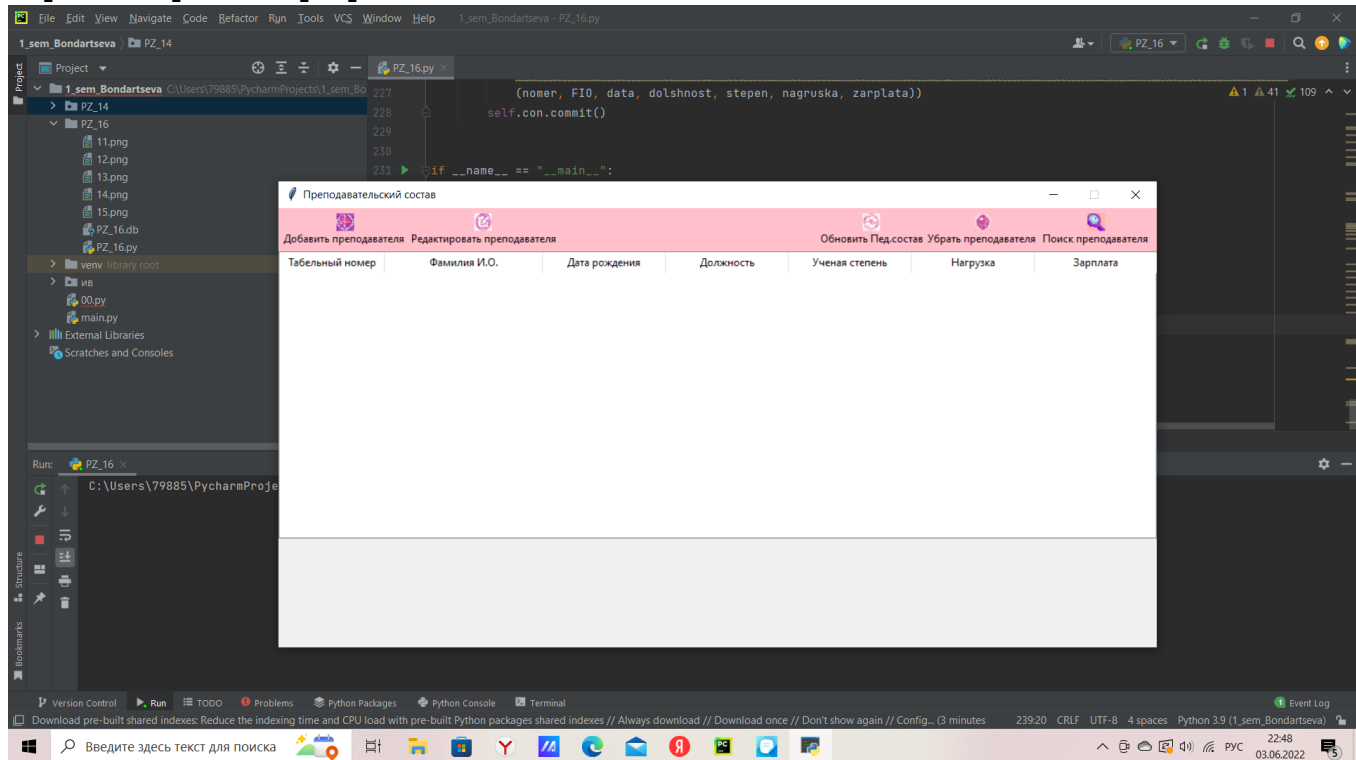 File Edit View Navigate Code Refactor Run Tools VCS Window Help 1_sem_Bondartseva - PZ_16.py
1_sem_Bondartseva PZ_14 PZ_16
Project PZ_16.py
1_sem_Bondartseva C:\Users\79885\PycharmProjects\1_sem_Bo
227 (nomer, FIO, data, dolshnost, stepen, nagruska, zarplata)) 1 41 109
PZ_14
228 self.con.commit()
PZ_16
229
11.png
230
12.png
13.png
231 if __name__ == "__main__":
14.png
15.png
PZ_16.db
PZ_16.py
venv library root
ив
00.py
main.py
External Libraries
Scratches and Consoles
Преподавательский состав
Добавить преподавателя Редактировать преподавателя Обновить Пед.состав Убрать преподавателя Поиск преподавателя
Табельный номер Фамилия И.О. Дата рождения Должность Ученая степень Нагрузка Зарплата
Run: PZ_16
C:\Users\79885\PycharmProje
Project
Structure
Bookmarks
Version Control Run TODO Problems Python Packages Python Console Terminal 1 Event Log
Download pre-built shared indexes: Reduce the indexing time and CPU load with pre-built Python packages shared indexes // Always download // Download once // Don't show again // Config... (3 minutes 239:20 CRLF UTF-8 4 spaces Python 3.9 (1_sem_Bondartseva)
Введите здесь текст для поиска РУС 22:48
03.06.2022 5